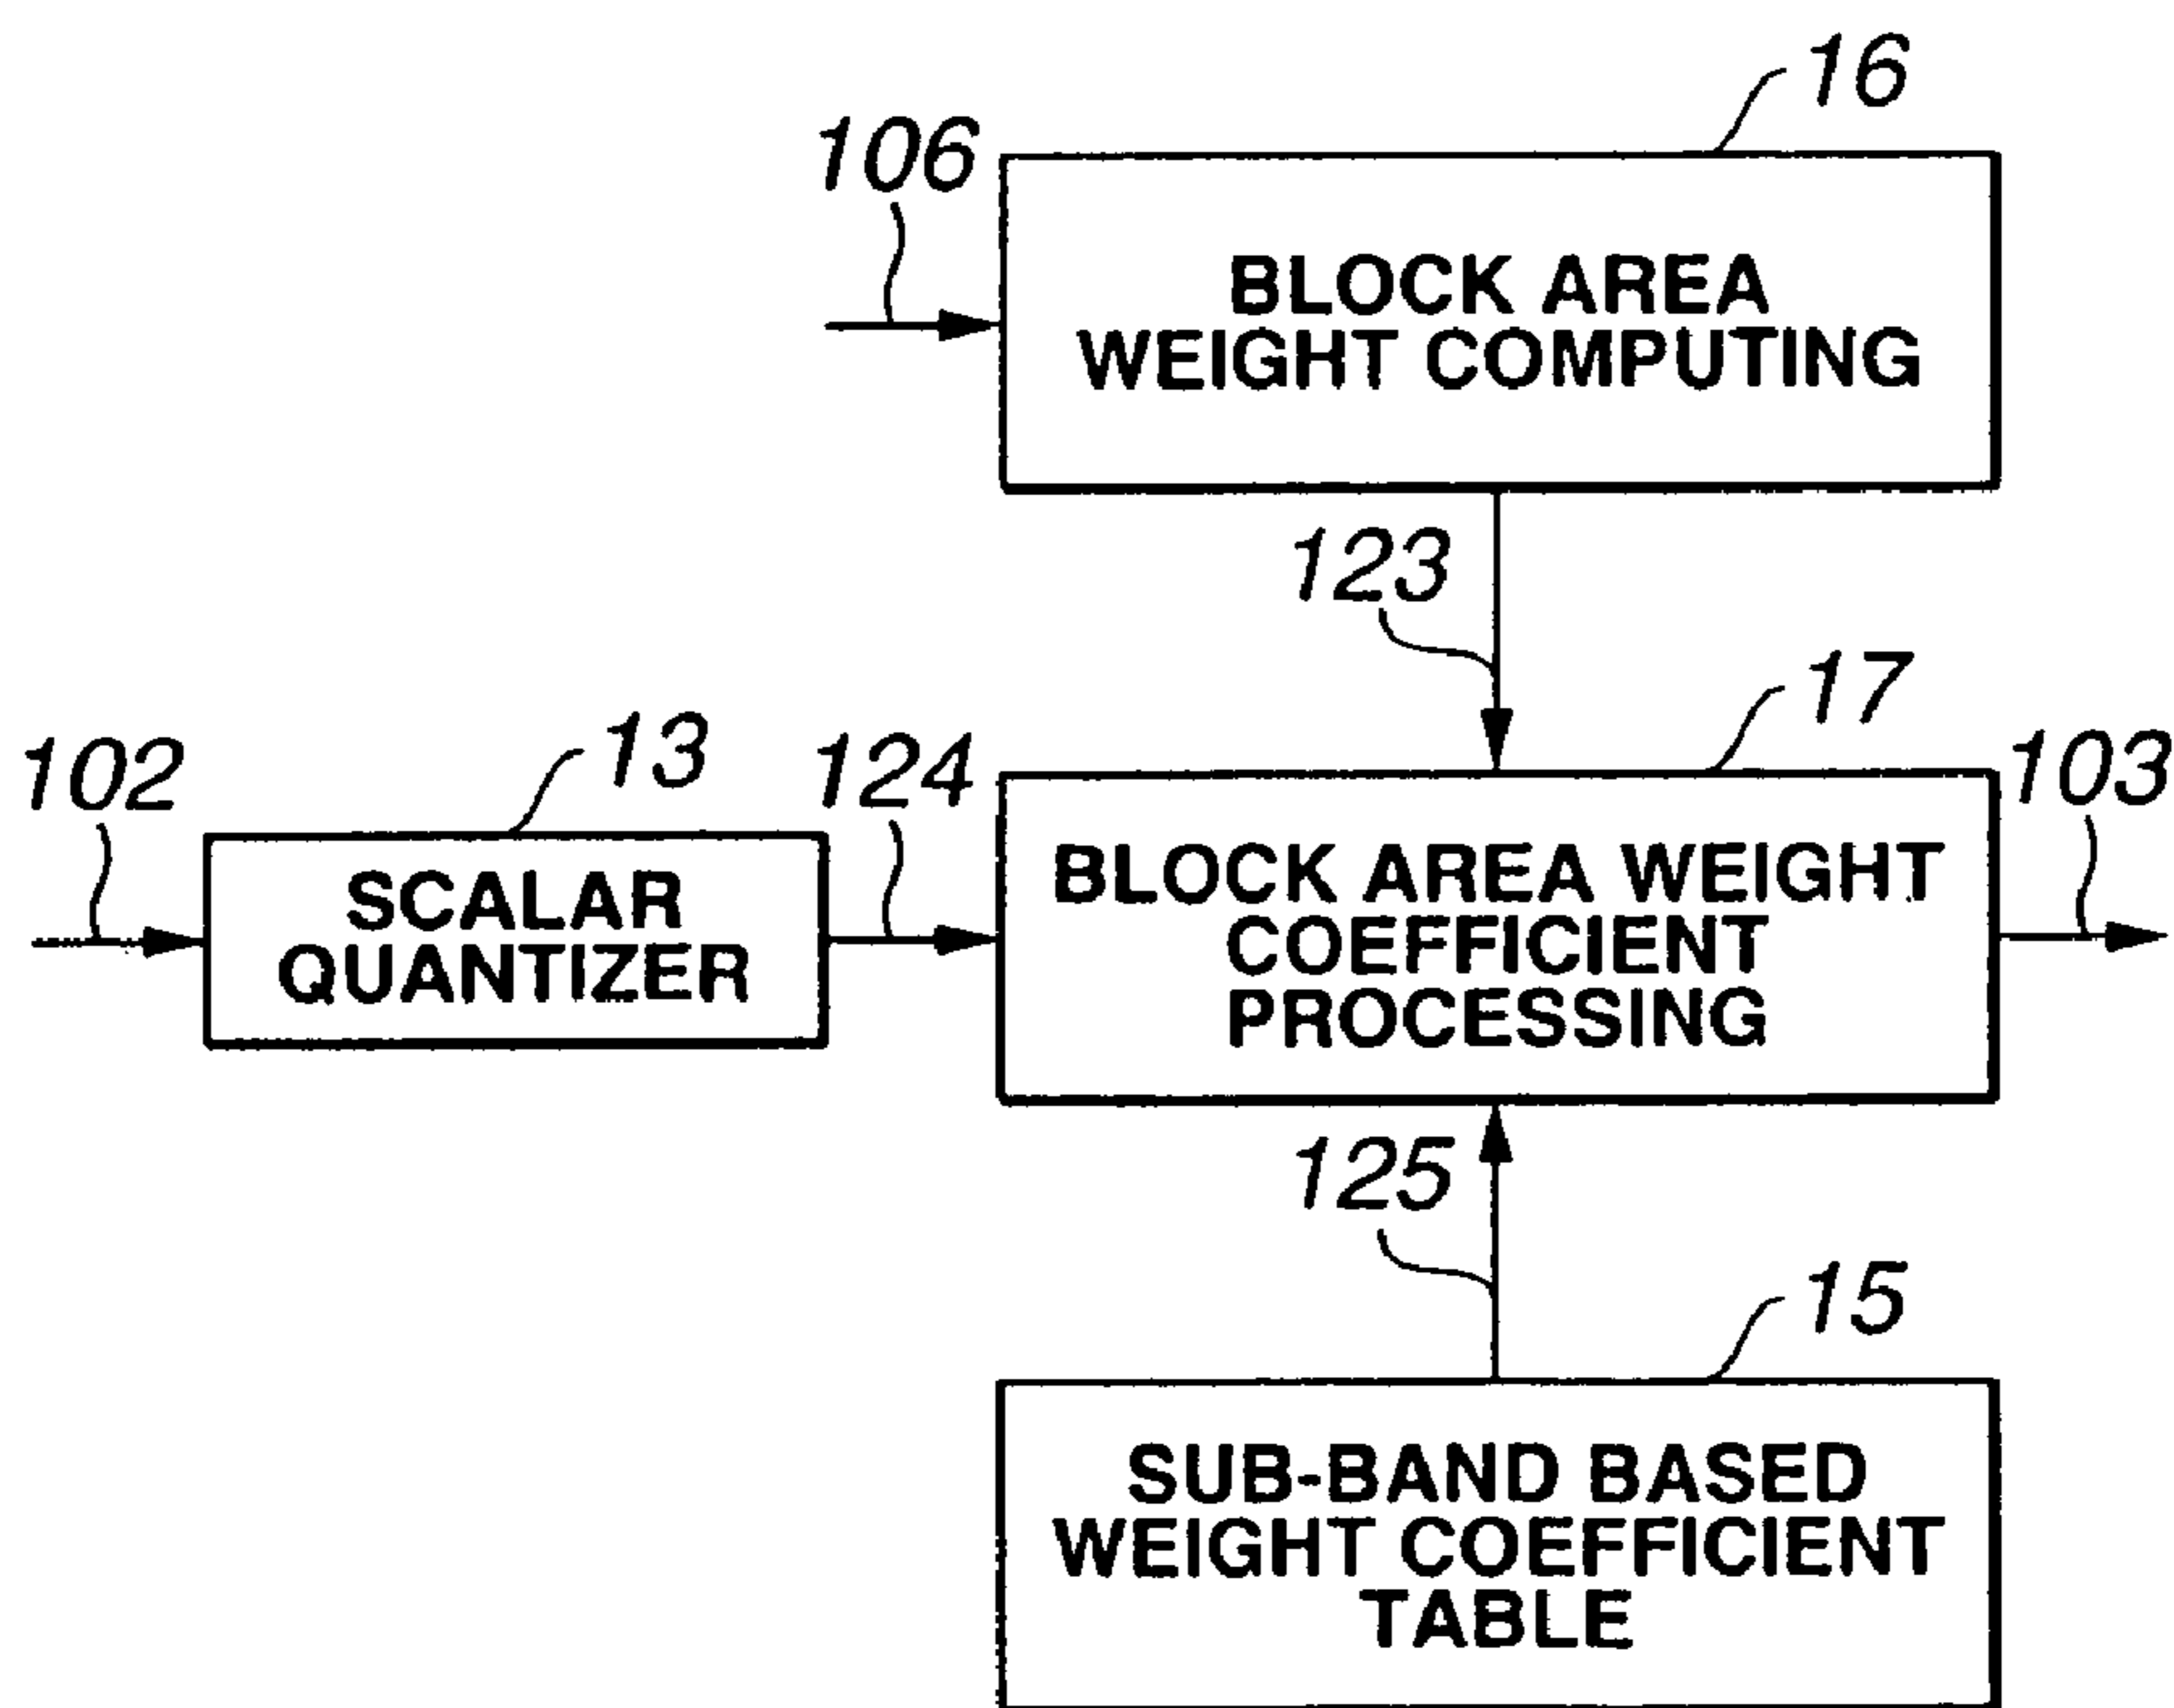 16
106
BLOCK AREA
WEIGHT COMPUTING
123
17
102
13
124
103
SCALAR
QUANTIZER
BLOCK AREA WEIGHT
COEFFICIENT
PROCESSING
125
15
SUB-BAND BASED
WEIGHT COEFFICIENT
TABLE